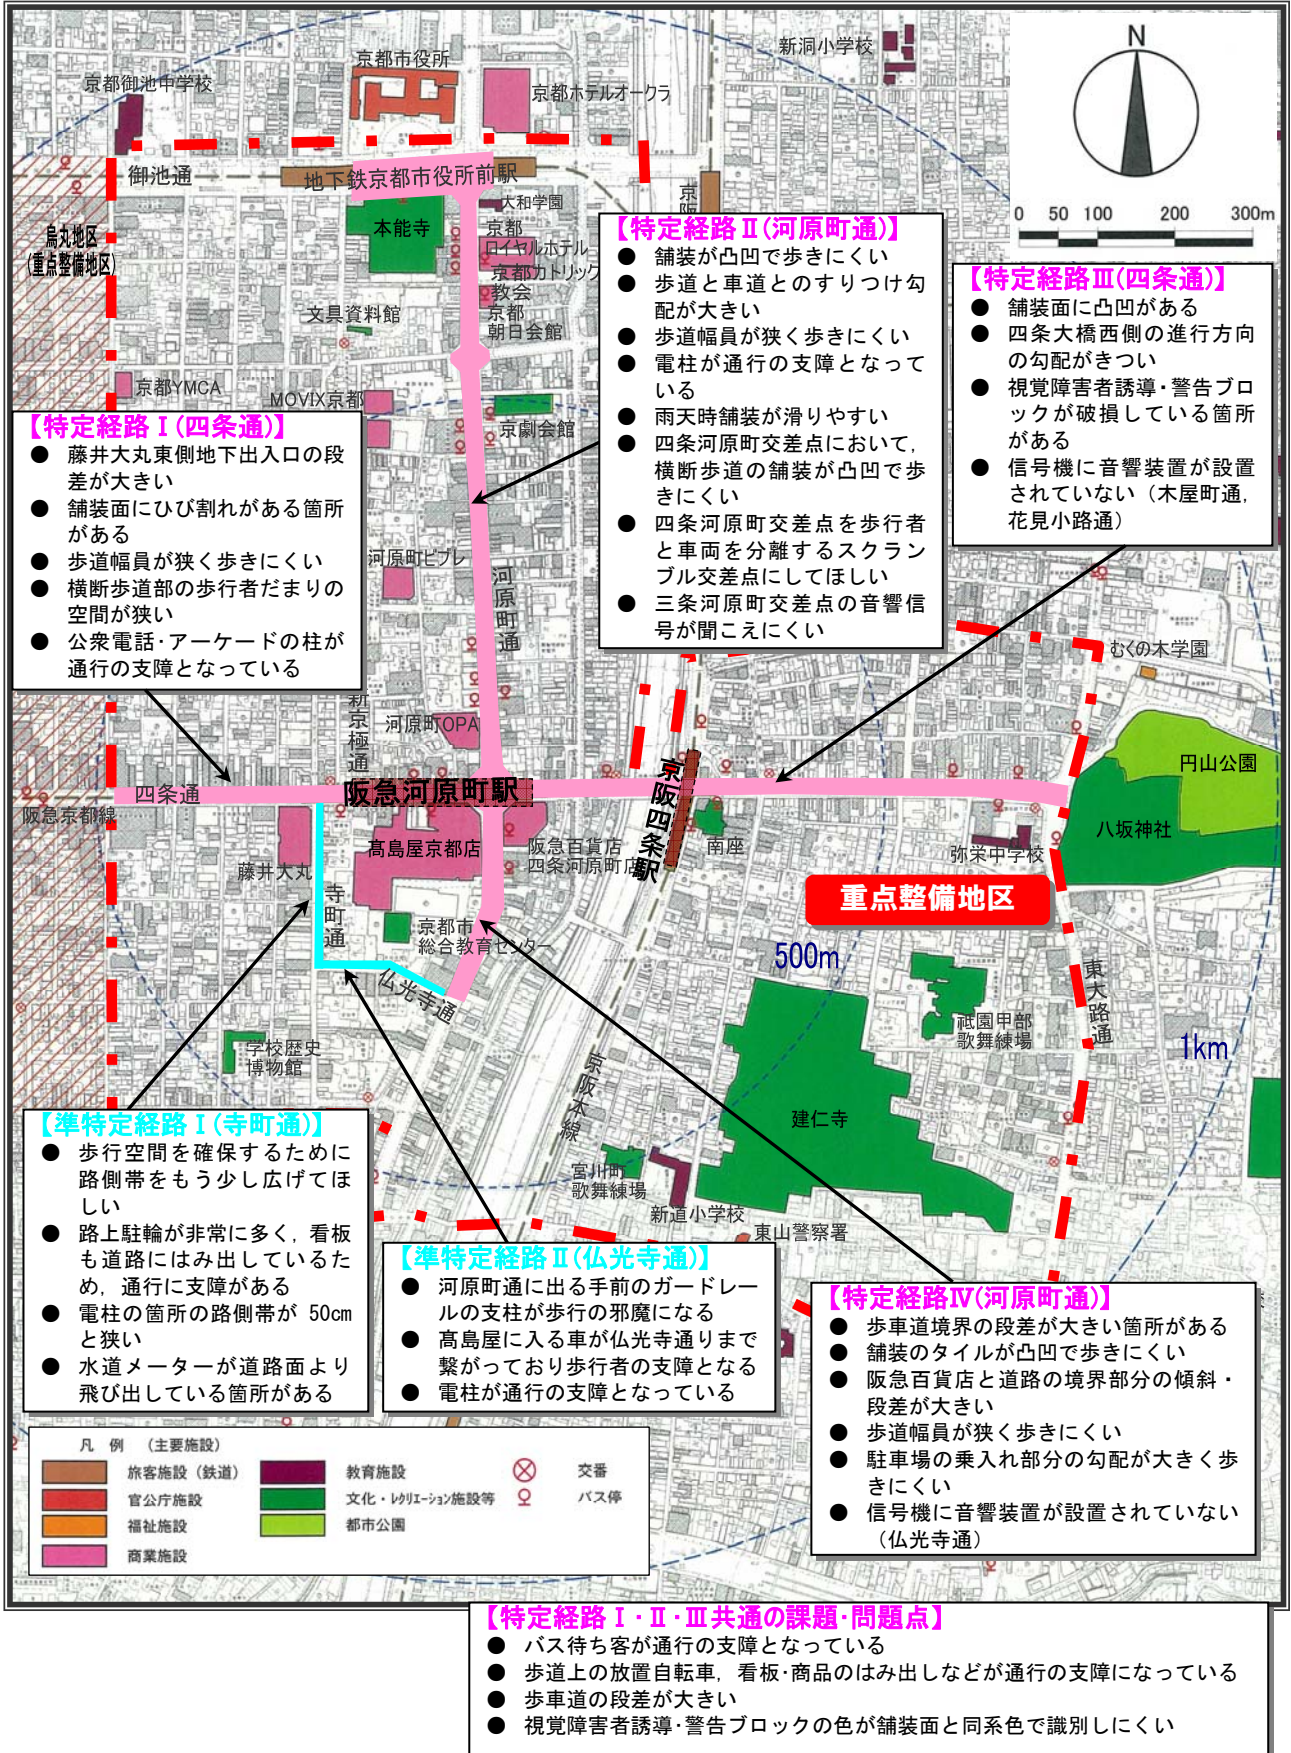 新洞小学校
N
京都市役所
京都御池中学校
京都ホテルオークラ
0 50 100 200 300m
御池通
地下鉄京都市役所前駅
京阪
大和学園
本能寺
京都
ロイヤルホテル
京都カトリック
教会
京都
朝日会館
烏丸地区
(重点整備地区)
文具資料館
京都YMCA
MOVIX京都
京劇会館
【特定経路Ⅱ(河原町通)】
● 舗装が凸凹で歩きにくい
● 歩道と車道とのすりつけ勾
配が大きい
● 歩道幅員が狭く歩きにくい
● 電柱が通行の支障となって
いる
● 雨天時舗装が滑りやすい
● 四条河原町交差点において,
横断歩道の舗装が凸凹で歩
きにくい
● 四条河原町交差点を歩行者
と車両を分離するスクラン
ブル交差点にしてほしい
● 三条河原町交差点の音響信
号が聞こえにくい
【特定経路Ⅲ(四条通)】
● 舗装面に凸凹がある
● 四条大橋西側の進行方向
の勾配がきつい
● 視覚障害者誘導・警告ブロ
ックが破損している箇所
がある
● 信号機に音響装置が設置
されていない（木屋町通,
花見小路通）
【特定経路Ⅰ(四条通)】
● 藤井大丸東側地下出入口の段
差が大きい
● 舗装面にひび割れがある箇所
がある
● 歩道幅員が狭く歩きにくい
● 横断歩道部の歩行者だまりの
空間が狭い
● 公衆電話・アーケードの柱が
通行の支障となっている
河原町ビブレ
河原町通
むくの木学園
新京極通
河原町OPA
円山公園
四条通
阪急河原町駅
京阪四条駅
阪急京都線
八坂神社
髙島屋京都店
阪急百貨店
四条河原町店
南座
弥栄中学校
藤井大丸
重点整備地区
寺町通
京都市
総合教育センター
500m
仏光寺通
東大路通
祗園甲部
歌舞練場
学校歴史
博物館
1km
京阪本線
建仁寺
宮川町
歌舞練場
新道小学校
東山警察署
【準特定経路Ⅰ(寺町通)】
● 歩行空間を確保するために
路側帯をもう少し広げてほ
しい
● 路上駐輪が非常に多く, 看板
も道路にはみ出しているた
め, 通行に支障がある
● 電柱の箇所の路側帯が 50cm
と狭い
● 水道メーターが道路面より
飛び出している箇所がある
【準特定経路Ⅱ(仏光寺通)】
● 河原町通に出る手前のガードレー
ルの支柱が歩行の邪魔になる
● 髙島屋に入る車が仏光寺通りまで
繋がっており歩行者の支障となる
● 電柱が通行の支障となっている
【特定経路Ⅳ(河原町通)】
● 歩車道境界の段差が大きい箇所がある
● 舗装のタイルが凸凹で歩きにくい
● 阪急百貨店と道路の境界部分の傾斜・
段差が大きい
● 歩道幅員が狭く歩きにくい
● 駐車場の乗入れ部分の勾配が大きく歩
きにくい
● 信号機に音響装置が設置されていない
（仏光寺通）
凡 例 （主要施設）
旅客施設（鉄道） 教育施設 交番
官公庁施設 文化・ﾚｸﾘｴｰｼｮﾝ施設等 バス停
福祉施設 都市公園
商業施設
【特定経路Ⅰ・Ⅱ・Ⅲ共通の課題・問題点】
● バス待ち客が通行の支障となっている
● 歩道上の放置自転車, 看板・商品のはみ出しなどが通行の支障になっている
● 歩車道の段差が大きい
● 視覚障害者誘導・警告ブロックの色が舗装面と同系色で識別しにくい